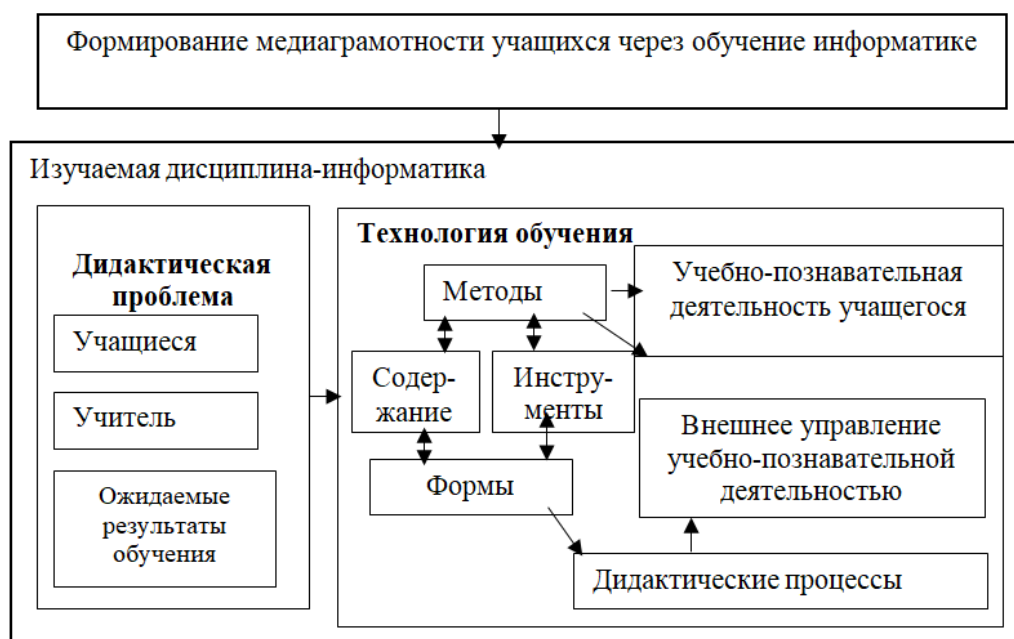 Формирование медиаграмотности учащихся через обучение информатике
Изучаемая дисциплина-информатика
Дидактическая
проблема
Учащиеся
Учитель
Ожидаемые
результаты
обучения
Технология обучения
Методы
Содер-
жание
Инстру-
менты
Формы
Учебно-познавательная
деятельность учащегося
Внешнее управление
учебно-познавательной
деятельностью
Дидактические процессы